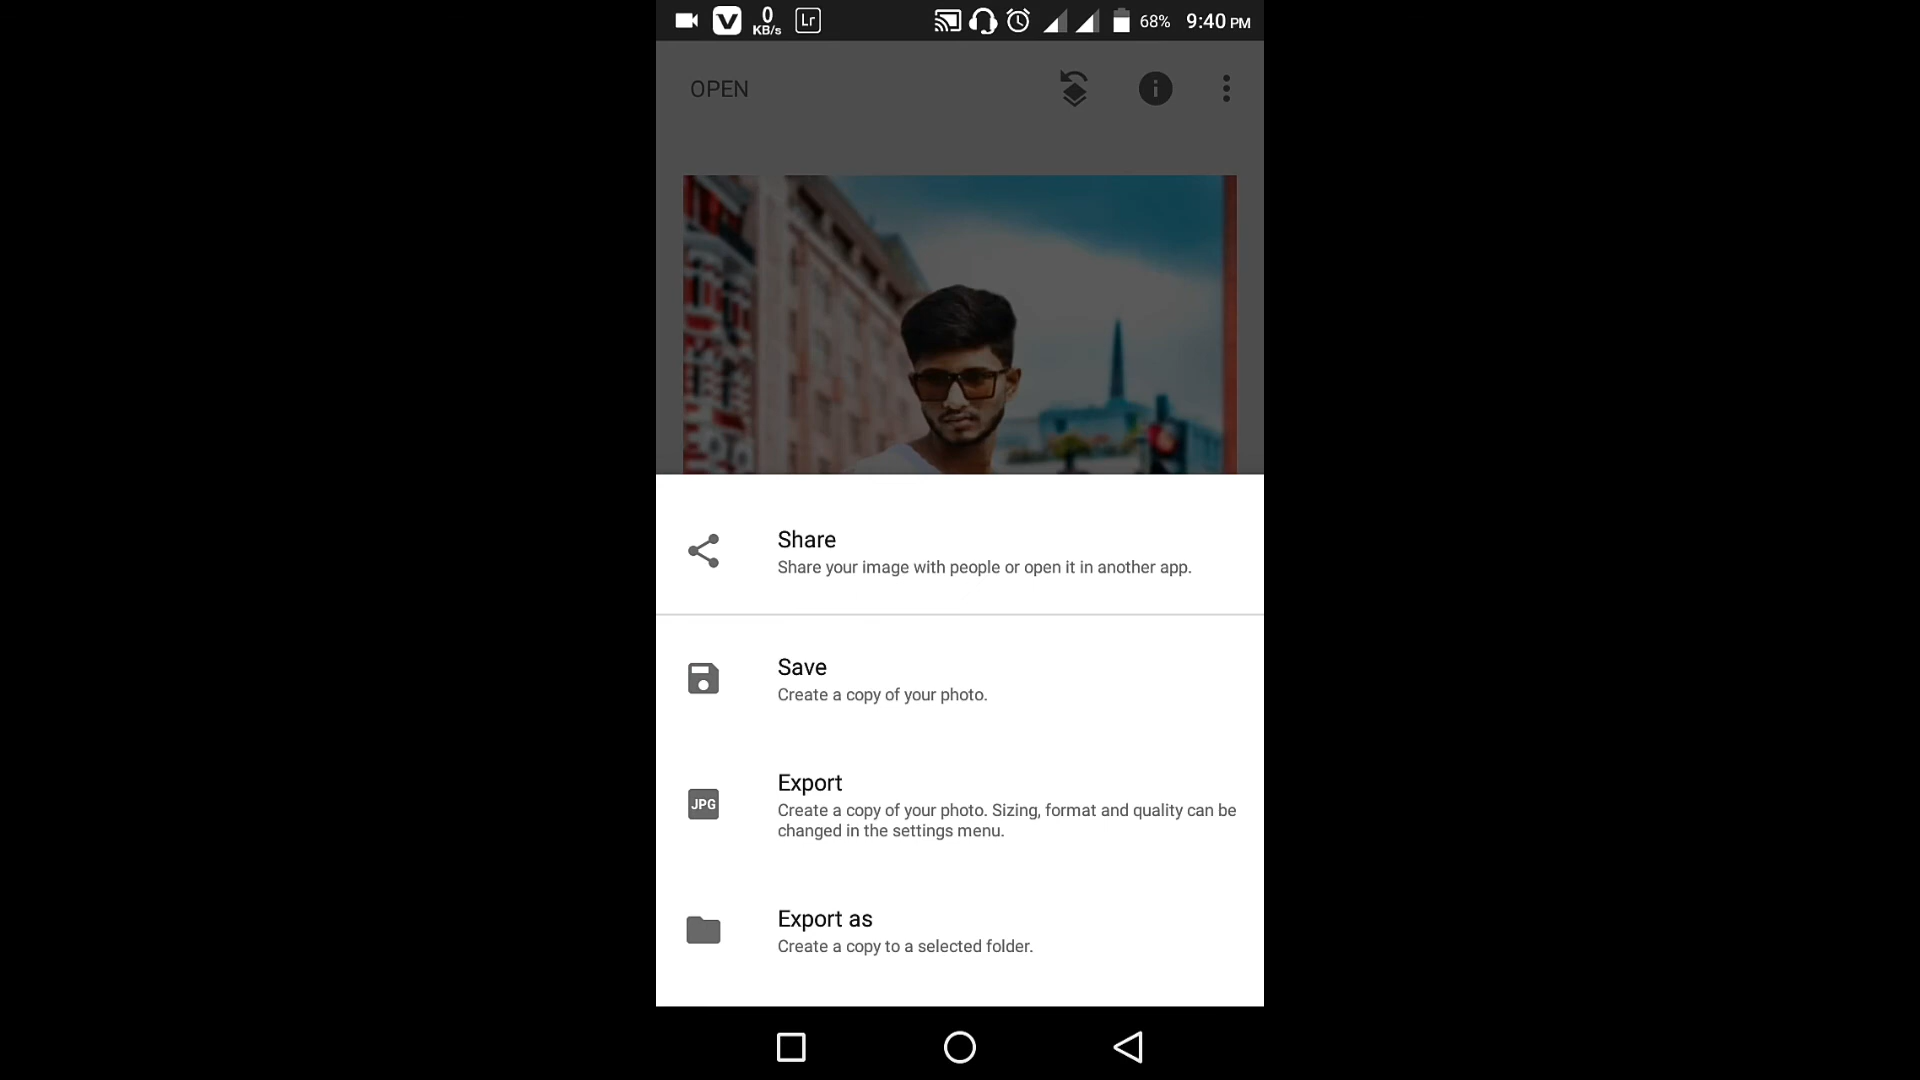 0
KB/s
Lr
68%
9:40 PM
OPEN
Share
Share your image with people or open it in another app.
Save
Create a copy of your photo.
JPG
Export
Create a copy of your photo. Sizing, format and quality can be
changed in the settings menu.
Export as
Create a copy to a selected folder.